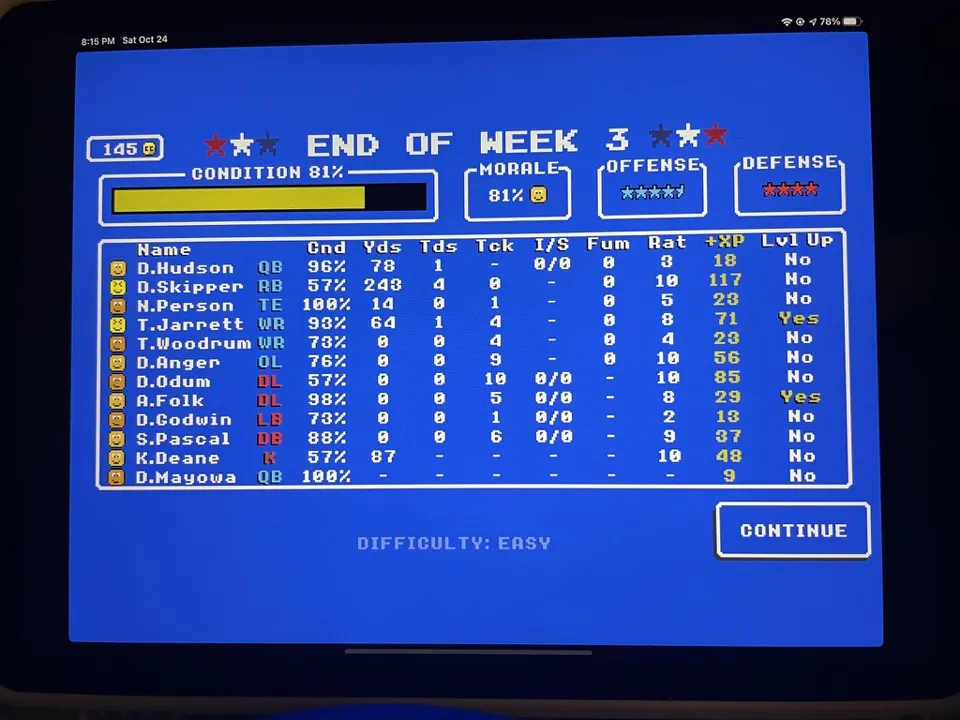 8:15 PM Sat Oct 24
78%
145
END OF WEEK 3
CONDITION 81%
MORALE
81%
OFFENSE
DEFENSE
Name Cnd Yds Tds Tck I/S Fum Rat +XP Lvl Up
D.Hudson QB 96% 78 1 - 0/0 0 3 18 No
D.Skipper RB 57% 243 4 0 - 0 10 117 No
N.Person TE 100% 14 0 1 - 0 5 23 No
T.Jarrett WR 93% 64 1 4 - 0 8 71 Yes
T.Woodrum WR 73% 0 0 4 - 0 4 23 No
D.Anger OL 76% 0 0 9 - 0 10 56 No
D.Odum DL 57% 0 0 10 0/0 - 10 85 No
A.Folk DL 98% 0 0 5 0/0 - 8 29 Yes
D.Godwin LB 73% 0 0 1 0/0 - 2 13 No
S.Pascal DB 88% 0 0 6 0/0 - 9 37 No
K.Deane K 57% 87 - - - - 10 48 No
D.Mayowa QB 100% - - - - - - 9 No
CONTINUE
DIFFICULTY: EASY